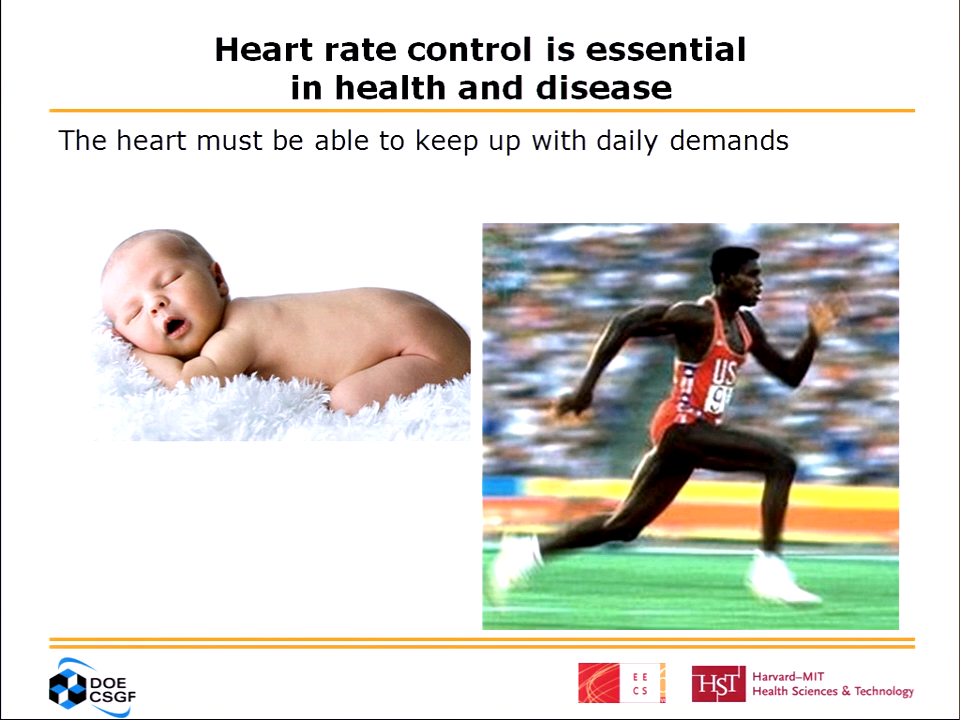 Heart rate control is essential
in health and disease
The heart must be able to keep up with daily demands
US
DOE
CSGF
E E
C S
HST
Harvard–MIT
Health Sciences & Technology